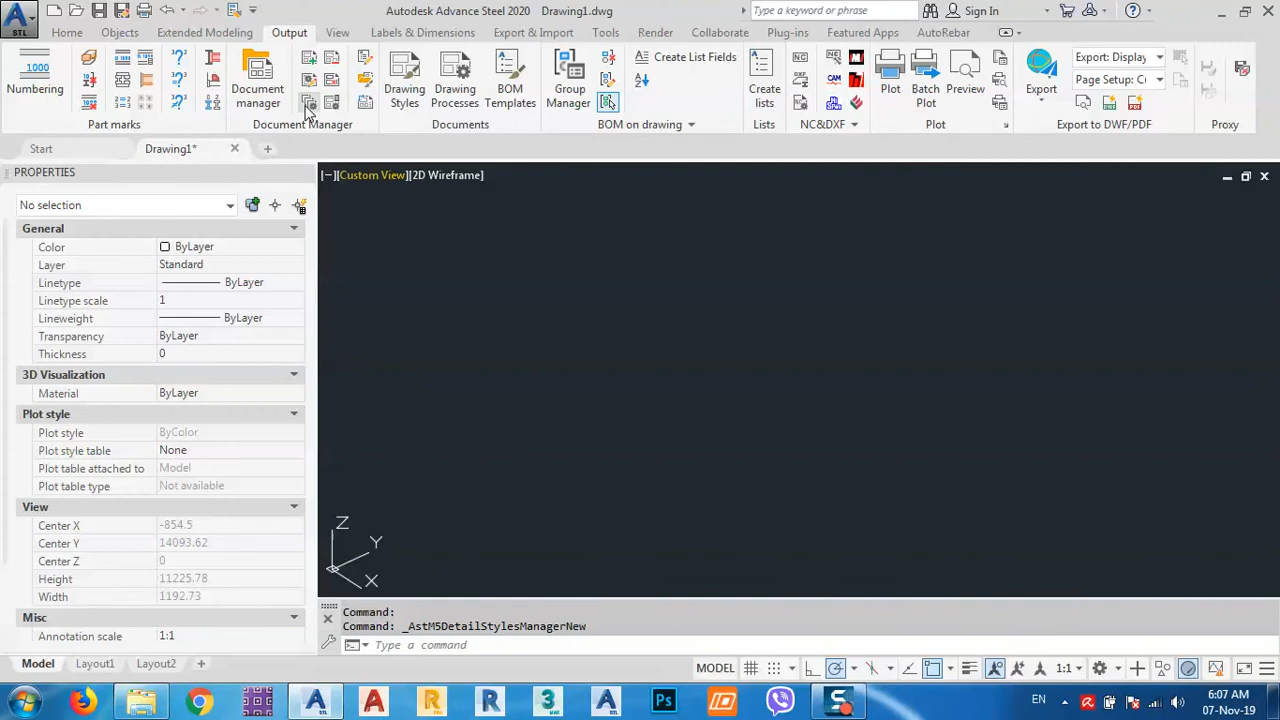 Autodesk Advance Steel 2020 Drawing1.dwg
Type a keyword or phrase
Sign In
Home Objects Extended Modeling Output View Labels & Dimensions Export & Import Tools Render Collaborate Plug-ins Featured Apps AutoRebar
1000
Numbering
Document manager
Drawing Styles
Drawing Processes
BOM Templates
Group Manager
Create List Fields
Create lists
Plot
Batch Plot
Preview
Export
Export: Display
Page Setup: C
Part marks
Document Manager
Documents
BOM on drawing
Lists
NC&DXF
Plot
Export to DWF/PDF
Proxy
Start
Drawing1*
PROPERTIES
No selection
General
Color ByLayer
Layer Standard
Linetype ByLayer
Linetype scale 1
Lineweight ByLayer
Transparency ByLayer
Thickness 0
3D Visualization
Material ByLayer
Plot style
Plot style ByColor
Plot style table None
Plot table attached to Model
Plot table type Not available
View
Center X -854.5
Center Y 14093.62
Center Z 0
Height 11225.78
Width 1192.73
Misc
Annotation scale 1:1
[−][Custom View][2D Wireframe]
Z
Y
X
Command:
Command: _AstM5DetailStylesManagerNew
Type a command
Model Layout1 Layout2
MODEL
1:1
EN
6:07 AM
07-Nov-19